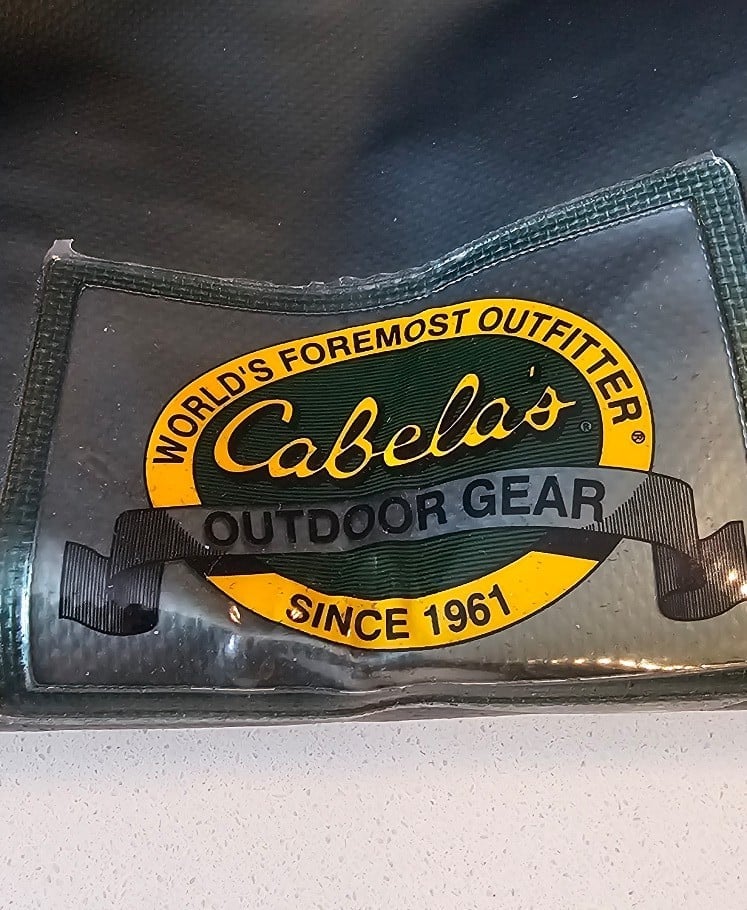 WORLD'S FOREMOST OUTFITTER ®
Cabela's ®
OUTDOOR GEAR
SINCE 1961